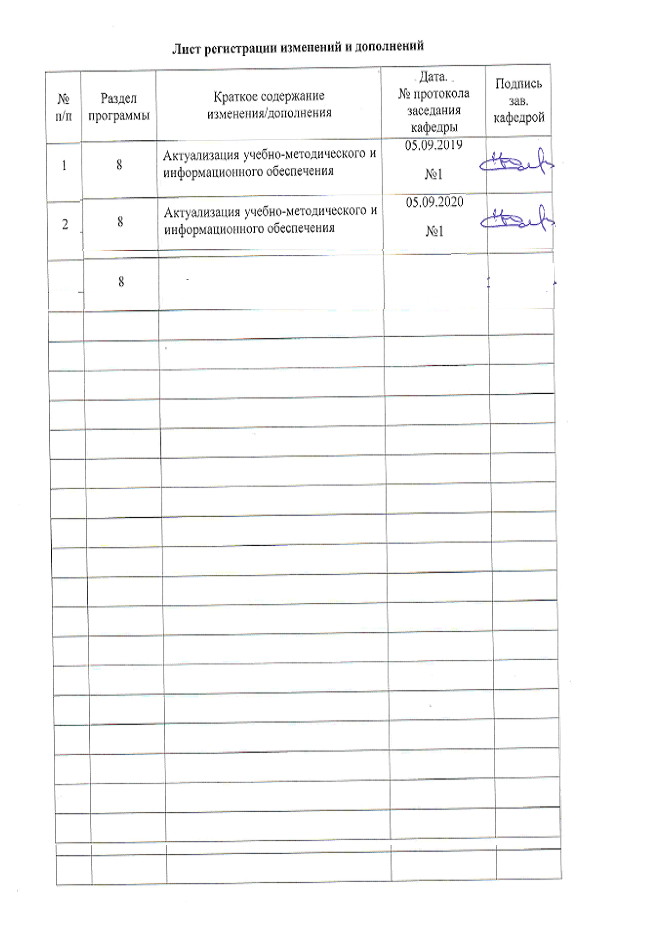 Лист регистрации изменений и дополнений
№
п/п
Раздел
программы
Краткое содержание
изменения/дополнения
Дата.
№ протокола
заседания
кафедры
Подпись
зав.
кафедрой
1
8
Актуализация учебно-методического и
информационного обеспечения
05.09.2019
№1
2
8
Актуализация учебно-методического и
информационного обеспечения
05.09.2020
№1
8
-